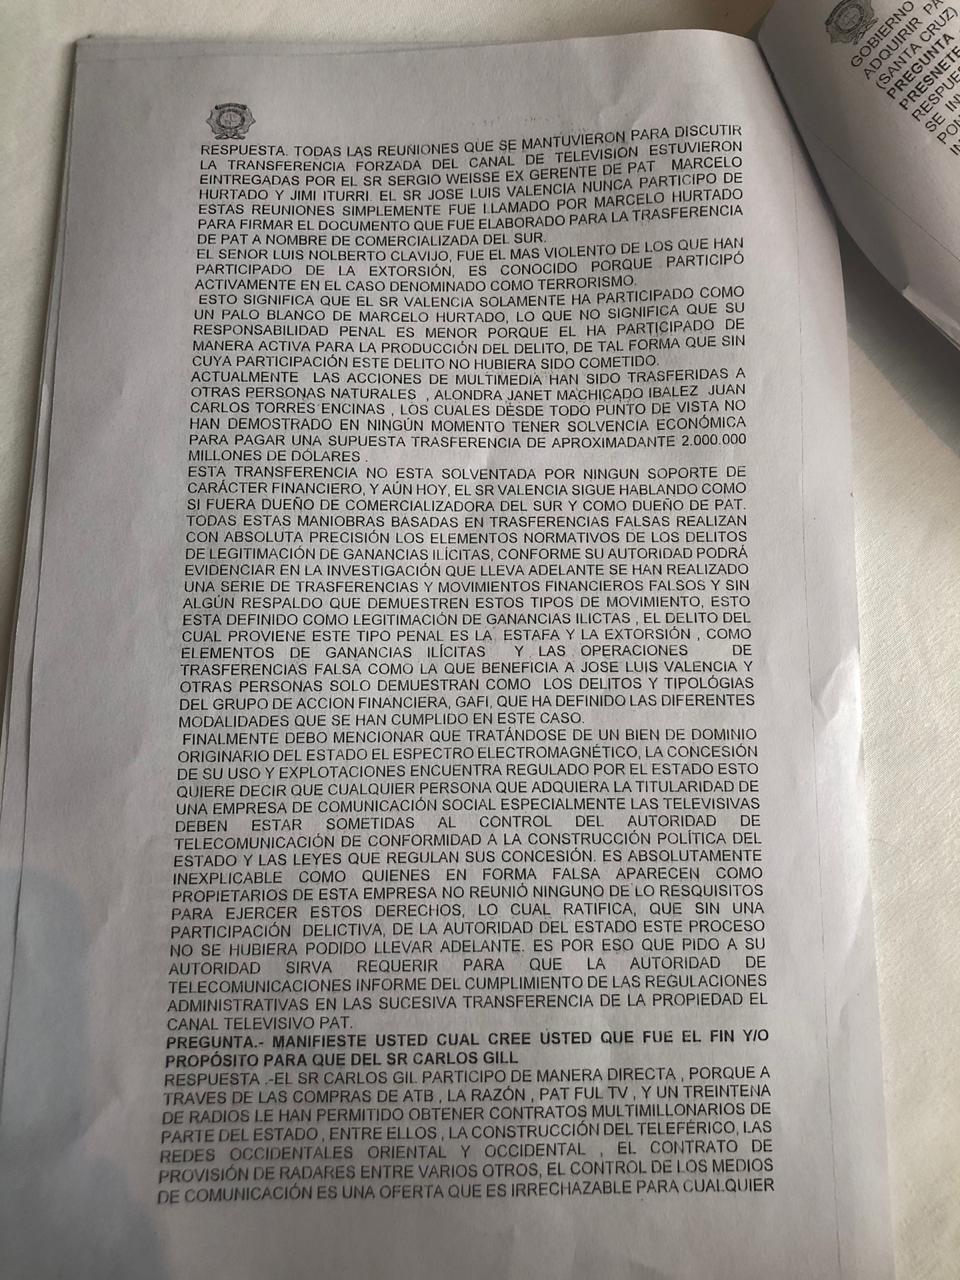 RESPUESTA. TODAS LAS REUNIONES QUE SE MANTUVIERON PARA DISCUTIR
LA TRANSFERENCIA FORZADA DEL CANAL DE TELEVISIÓN ESTUVIERON
EINTREGADAS POR EL SR SERGIO WEISSE EX GERENTE DE PAT MARCELO
HURTADO Y JIMI ITURRI. EL SR JOSE LUIS VALENCIA NUNCA PARTICIPO DE
ESTAS REUNIONES SIMPLEMENTE FUE LLAMADO POR MARCELO HURTADO
PARA FIRMAR EL DOCUMENTO QUE FUE ELABORADO PARA LA TRASFERENCIA
DE PAT A NOMBRE DE COMERCIALIZADA DEL SUR.
EL SENOR LUIS NOLBERTO CLAVIJO, FUE EL MAS VIOLENTO DE LOS QUE HAN
PARTICIPADO DE LA EXTORSIÓN, ES CONOCIDO PORQUE PARTICIPÓ
ACTIVAMENTE EN EL CASO DENOMINADO COMO TERRORISMO.
ESTO SIGNIFICA QUE EL SR VALENCIA SOLAMENTE HA PARTICIPADO COMO
UN PALO BLANCO DE MARCELO HURTADO, LO QUE NO SIGNIFICA QUE SU
RESPONSABILIDAD PENAL ES MENOR PORQUE EL HA PARTICIPADO DE
MANERA ACTIVA PARA LA PRODUCCIÓN DEL DELITO, DE TAL FORMA QUE SIN
CUYA PARTICIPACIÓN ESTE DELITO NO HUBIERA SIDO COMETIDO.
ACTUALMENTE LAS ACCIONES DE MULTIMEDIA HAN SIDO TRASFERIDAS A
OTRAS PERSONAS NATURALES , ALONDRA JANET MACHICADO IBALEZ JUAN
CARLOS TORRES ENCINAS , LOS CUALES DESDE TODO PUNTO DE VISTA NO
HAN DEMOSTRADO EN NINGÚN MOMENTO TENER SOLVENCIA ECONÓMICA
PARA PAGAR UNA SUPUESTA TRASFERENCIA DE APROXIMADANTE 2.000.000
MILLONES DE DÓLARES .
ESTA TRANSFERENCIA NO ESTA SOLVENTADA POR NINGUN SOPORTE DE
CARÁCTER FINANCIERO, Y AÚN HOY, EL SR VALENCIA SIGUE HABLANDO COMO
SI FUERA DUEÑO DE COMERCIALIZADORA DEL SUR Y COMO DUEÑO DE PAT.
TODAS ESTAS MANIOBRAS BASADAS EN TRASFERENCIAS FALSAS REALIZAN
CON ABSOLUTA PRECISIÓN LOS ELEMENTOS NORMATIVOS DE LOS DELITOS
DE LEGITIMACIÓN DE GANANCIAS ILÍCITAS, CONFORME SU AUTORIDAD PODRÁ
EVIDENCIAR EN LA INVESTIGACIÓN QUE LLEVA ADELANTE SE HAN REALIZADO
UNA SERIE DE TRASFERENCIAS Y MOVIMIENTOS FINANCIEROS FALSOS Y SIN
ALGÚN RESPALDO QUE DEMUESTREN ESTOS TIPOS DE MOVIMIENTO, ESTO
ESTA DEFINIDO COMO LEGITIMACIÓN DE GANANCIAS ILICTAS , EL DELITO DEL
CUAL PROVIENE ESTE TIPO PENAL ES LA ESTAFA Y LA EXTORSIÓN , COMO
ELEMENTOS DE GANANCIAS ILÍCITAS Y LAS OPERACIONES DE
TRASFERENCIAS FALSA COMO LA QUE BENEFICIA A JOSE LUIS VALENCIA Y
OTRAS PERSONAS SOLO DEMUESTRAN COMO LOS DELITOS Y TIPOLÓGIAS
DEL GRUPO DE ACCION FINANCIERA, GAFI, QUE HA DEFINIDO LAS DIFERENTES
MODALIDADES QUE SE HAN CUMPLIDO EN ESTE CASO.
FINALMENTE DEBO MENCIONAR QUE TRATÁNDOSE DE UN BIEN DE DOMINIO
ORIGINARIO DEL ESTADO EL ESPECTRO ELECTROMAGNÉTICO, LA CONCESIÓN
DE SU USO Y EXPLOTACIONES ENCUENTRA REGULADO POR EL ESTADO ESTO
QUIERE DECIR QUE CUALQUIER PERSONA QUE ADQUIERA LA TITULARIDAD DE
UNA EMPRESA DE COMUNICACIÓN SOCIAL ESPECIALMENTE LAS TELEVISIVAS
DEBEN ESTAR SOMETIDAS AL CONTROL DEL AUTORIDAD DE
TELECOMUNICACIÓN DE CONFORMIDAD A LA CONSTRUCCIÓN POLÍTICA DEL
ESTADO Y LAS LEYES QUE REGULAN SUS CONCESIÓN. ES ABSOLUTAMENTE
INEXPLICABLE COMO QUIENES EN FORMA FALSA APARECEN COMO
PROPIETARIOS DE ESTA EMPRESA NO REUNIÓ NINGUNO DE LO RESQUISITOS
PARA EJERCER ESTOS DERECHOS, LO CUAL RATIFICA, QUE SIN UNA
PARTICIPACIÓN DELICTIVA, DE LA AUTORIDAD DEL ESTADO ESTE PROCESO
NO SE HUBIERA PODIDO LLEVAR ADELANTE. ES POR ESO QUE PIDO A SU
AUTORIDAD SIRVA REQUERIR PARA QUE LA AUTORIDAD DE
TELECOMUNICACIONES INFORME DEL CUMPLIMIENTO DE LAS REGULACIONES
ADMINISTRATIVAS EN LAS SUCESIVA TRANSFERENCIA DE LA PROPIEDAD EL
CANAL TELEVISIVO PAT.
PREGUNTA.- MANIFIESTE USTED CUAL CREE USTED QUE FUE EL FIN Y/O
PROPÓSITO PARA QUE DEL SR CARLOS GILL
RESPUESTA .-EL SR CARLOS GIL PARTICIPO DE MANERA DIRECTA , PORQUE A
TRAVES DE LAS COMPRAS DE ATB , LA RAZÓN , PAT FUL TV , Y UN TREINTENA
DE RADIOS LE HAN PERMITIDO OBTENER CONTRATOS MULTIMILLONARIOS DE
PARTE DEL ESTADO , ENTRE ELLOS , LA CONSTRUCCIÓN DEL TELEFÉRICO, LAS
REDES OCCIDENTALES ORIENTAL Y OCCIDENTAL , EL CONTRATO DE
PROVISIÓN DE RADARES ENTRE VARIOS OTROS, EL CONTROL DE LOS MEDIOS
DE COMUNICACIÓN ES UNA OFERTA QUE ES IRRECHAZABLE PARA CUALQUIER
GOBIERNO
ADQUIRIR PA
(SANTA CRUZ)
PREGUNTA
PRESNETE
RESPUE
SE IN
PON